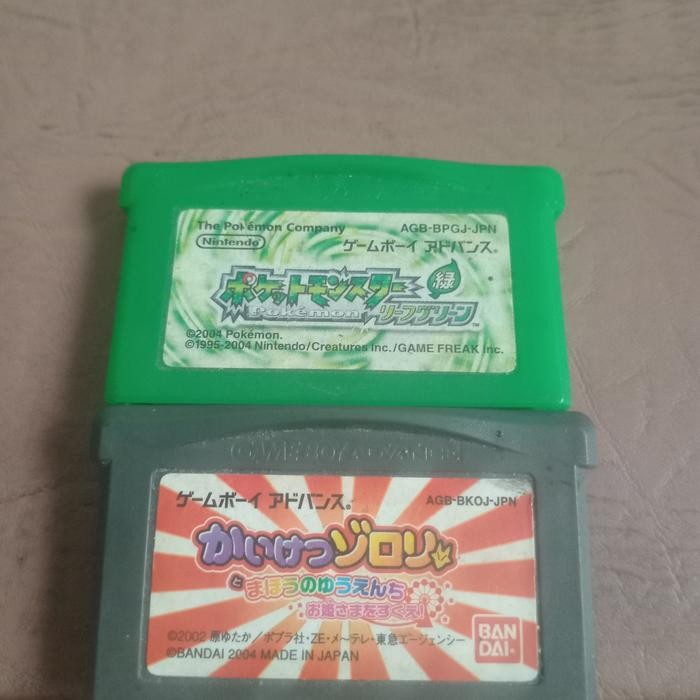 The Pokémon Company
AGB-BPGJ-JPN
Nintendo
ゲームボーイ アドバンス®
ポケットモンスター 緑
Pokémon リーフグリーン™
©2004 Pokémon.
©1995-2004 Nintendo/Creatures Inc./GAME FREAK inc.
GAME BOY ADVANCE
ゲームボーイ アドバンス®
AGB-BKOJ-JPN
かいけつゾロリ
とまほうのゆうえんち
お姫さまをすくえ!
©2002 原ゆたか/ポプラ社・ZE・メ〜テレ・東急エージェンシー
©BANDAI 2004 MADE IN JAPAN
BAN
DAI®